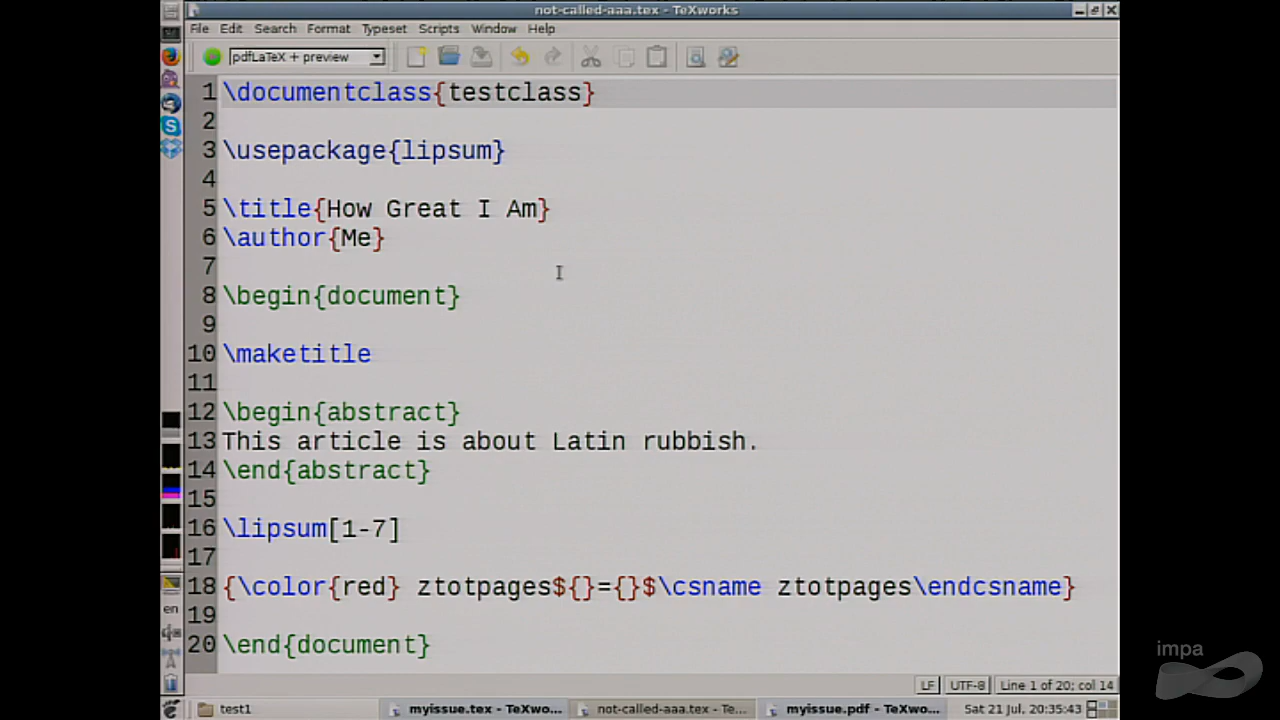 not-called-aaa.tex - TeXworks
File Edit Search Format Typeset Scripts Window Help
pdfLaTeX + preview
1 \documentclass{testclass}
2
3 \usepackage{lipsum}
4
5 \title{How Great I Am}
6 \author{Me}
7
8 \begin{document}
9
10 \maketitle
11
12 \begin{abstract}
13 This article is about Latin rubbish.
14 \end{abstract}
15
16 \lipsum[1-7]
17
18 {\color{red} ztotpages${}={}$\csname ztotpages\endcsname}
19
20 \end{document}
en
impa
LF UTF-8 Line 1 of 20; col 14
test1 myissue.tex - TeXwo... not-called-aaa.tex - Te... myissue.pdf - TeXwo... Sat 21 Jul, 20:35:43